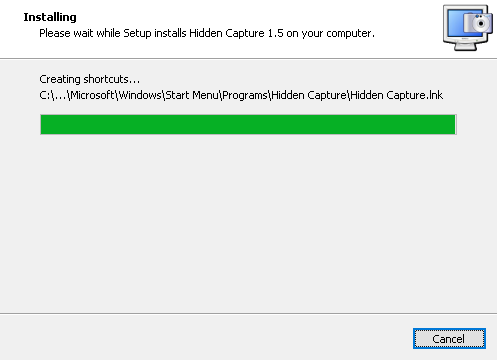 Installing
Please wait while Setup installs Hidden Capture 1.5 on your computer.
Creating shortcuts...
C:\...\Microsoft\Windows\Start Menu\Programs\Hidden Capture\Hidden Capture.lnk
Cancel